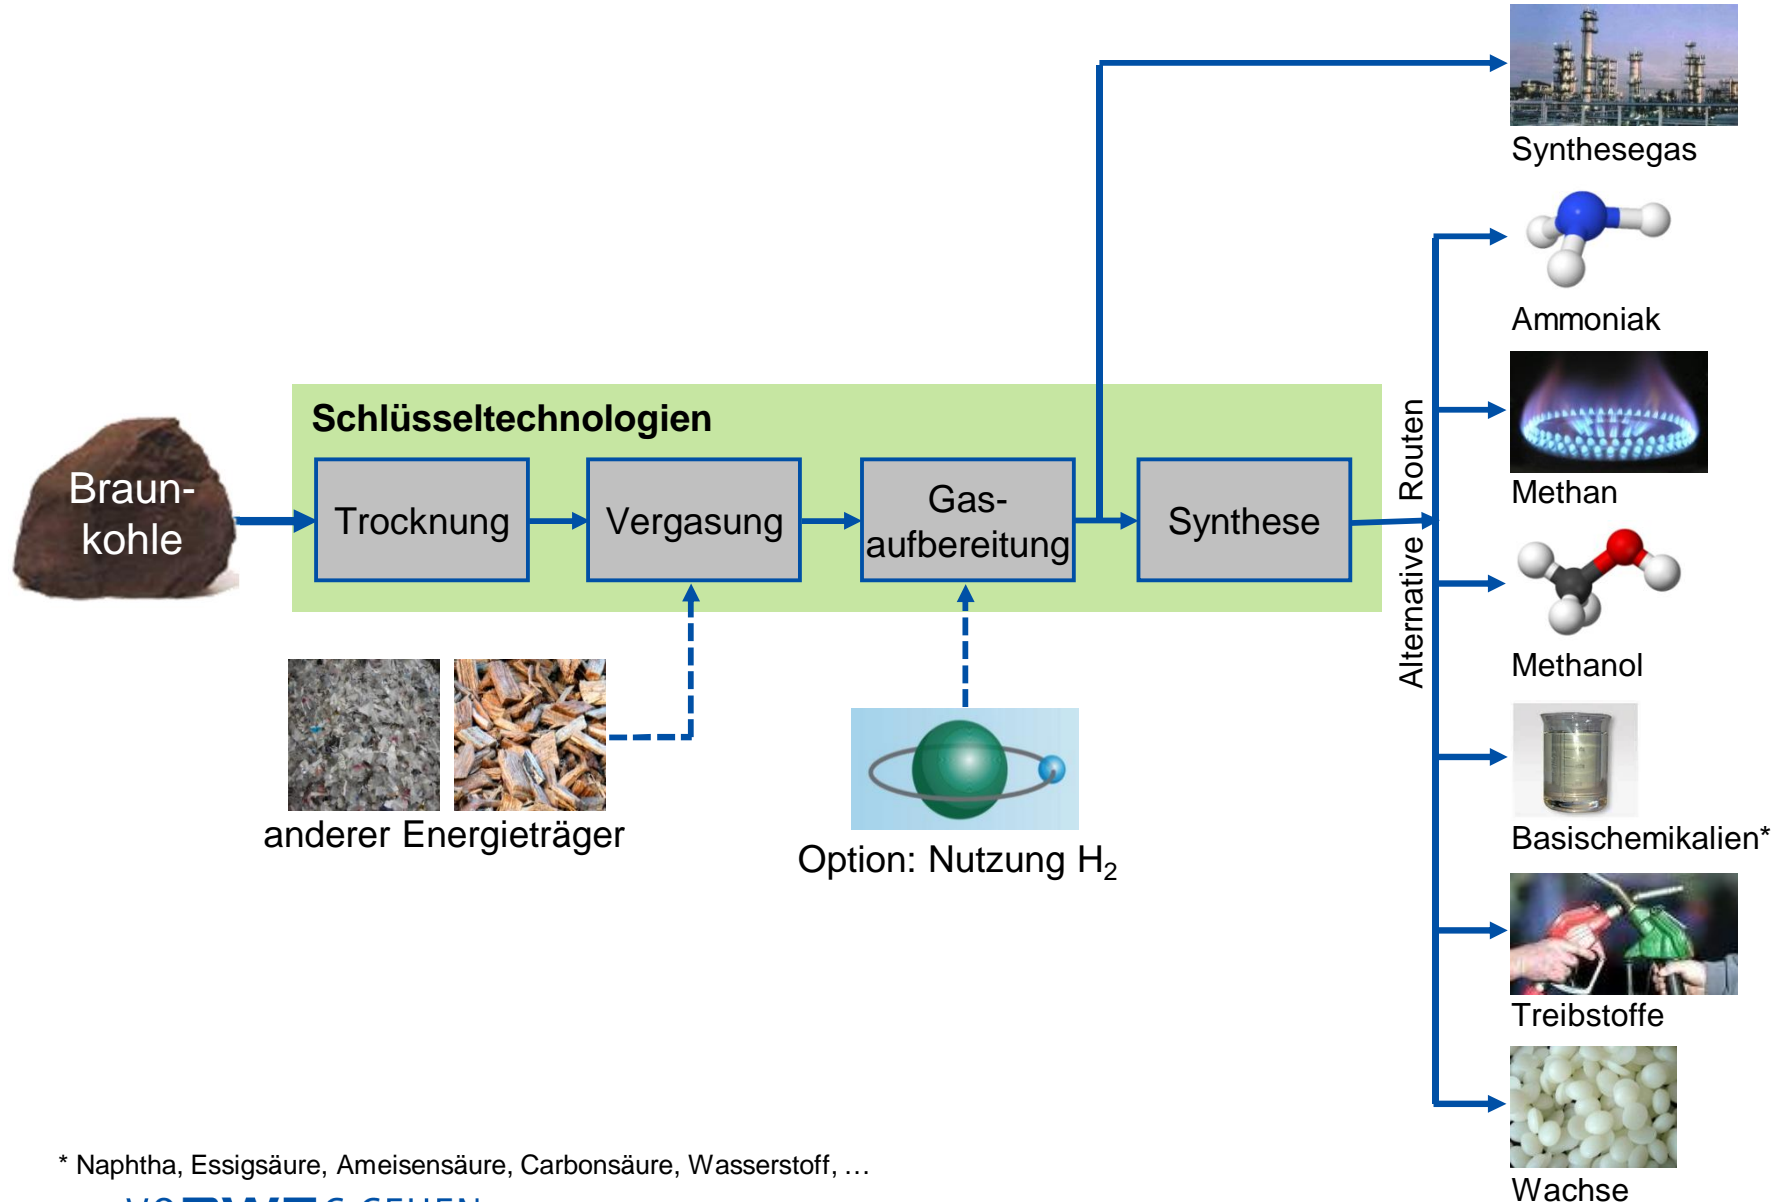 Synthesegas
Ammoniak
Schlüsseltechnologien
Braun-
kohle
Trocknung
Vergasung
Gas-
aufbereitung
Synthese
Alternative Routen
Methan
Methanol
anderer Energieträger
Option: Nutzung H₂
Basischemikalien*
Treibstoffe
Wachse
* Naphtha, Essigsäure, Ameisensäure, Carbonsäure, Wasserstoff, …